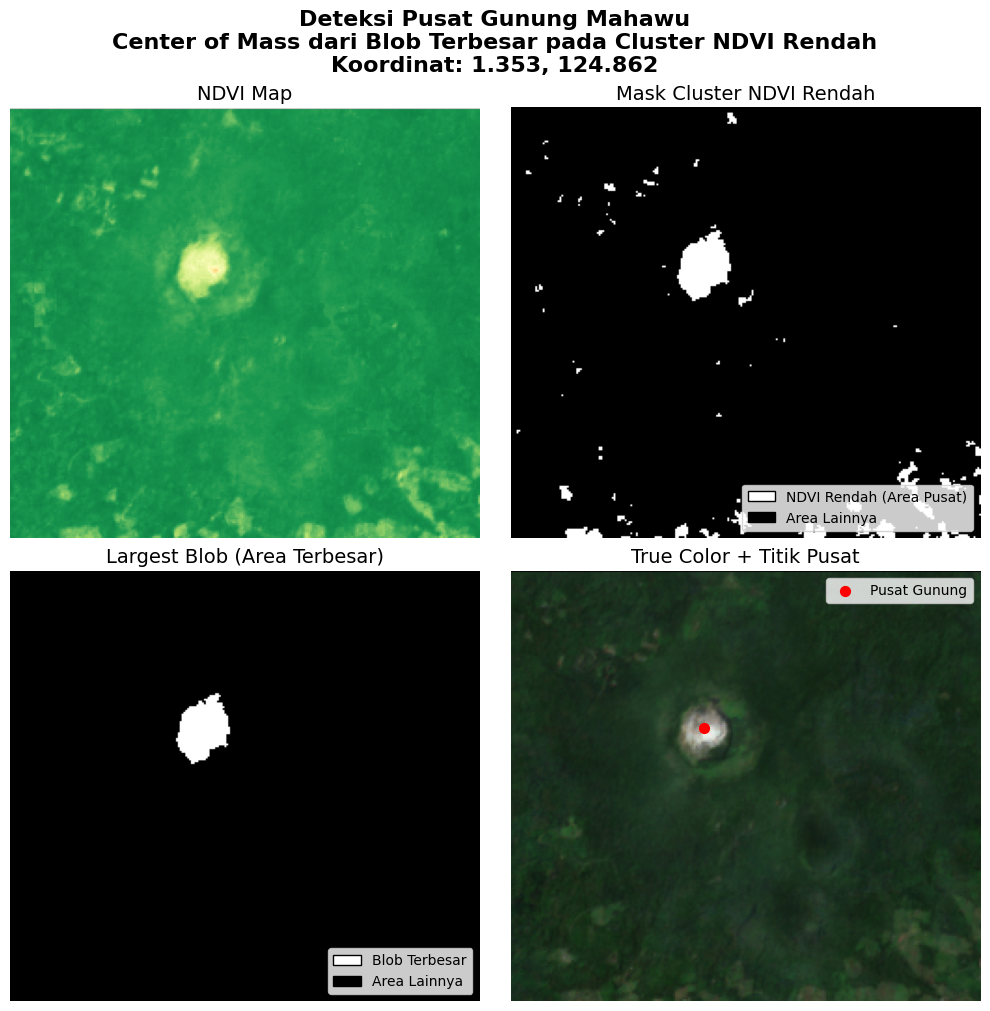 Deteksi Pusat Gunung Mahawu
Center of Mass dari Blob Terbesar pada Cluster NDVI Rendah
Koordinat: 1.353, 124.862
NDVI Map
Mask Cluster NDVI Rendah
NDVI Rendah (Area Pusat)
Area Lainnya
Largest Blob (Area Terbesar)
True Color + Titik Pusat
Blob Terbesar
Area Lainnya
Pusat Gunung